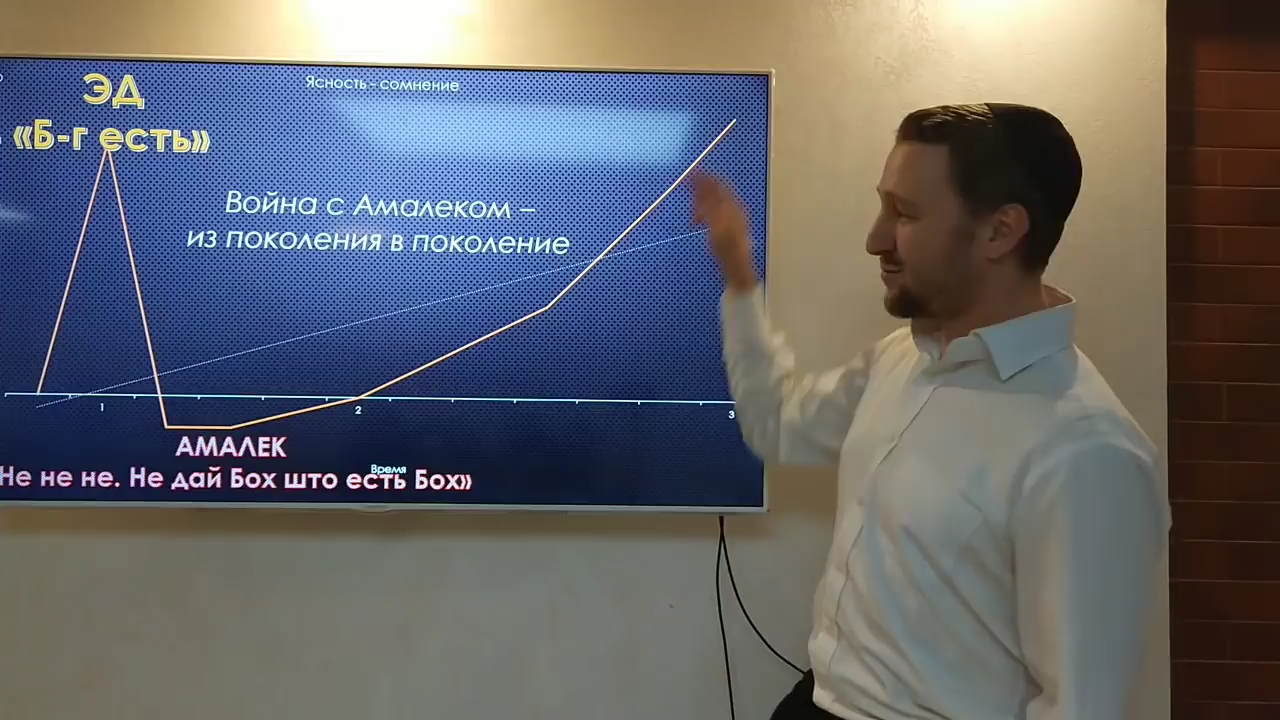 Ясность - сомнение
ЭД
«Б-г есть»
Война с Амалеком –
из поколения в поколение
1
2
3
АМАЛЕК
Время
Не не не. Не дай Бох што есть Бох»